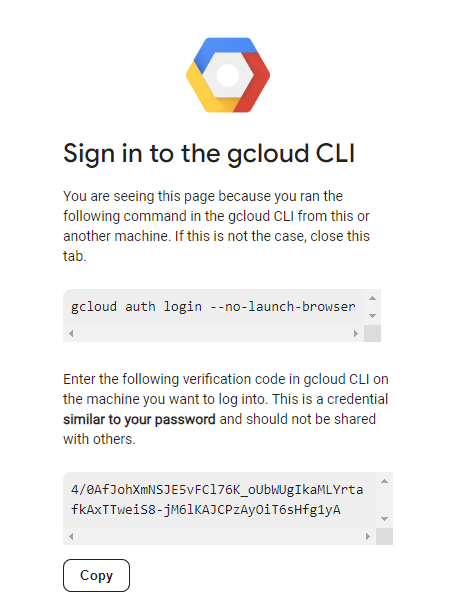 Sign in to the gcloud CLI
You are seeing this page because you ran the
following command in the gcloud CLI from this or
another machine. If this is not the case, close this
tab.
gcloud auth login --no-launch-browser
Enter the following verification code in gcloud CLI on
the machine you want to log into. This is a credential
similar to your password and should not be shared
with others.
4/0AfJohXmNSJE5vFCl76K_oUbWUgIkaMLYrta
fkAxTTweiS8-jM6lKAJCPzAyOiT6sHfg1yA
Copy